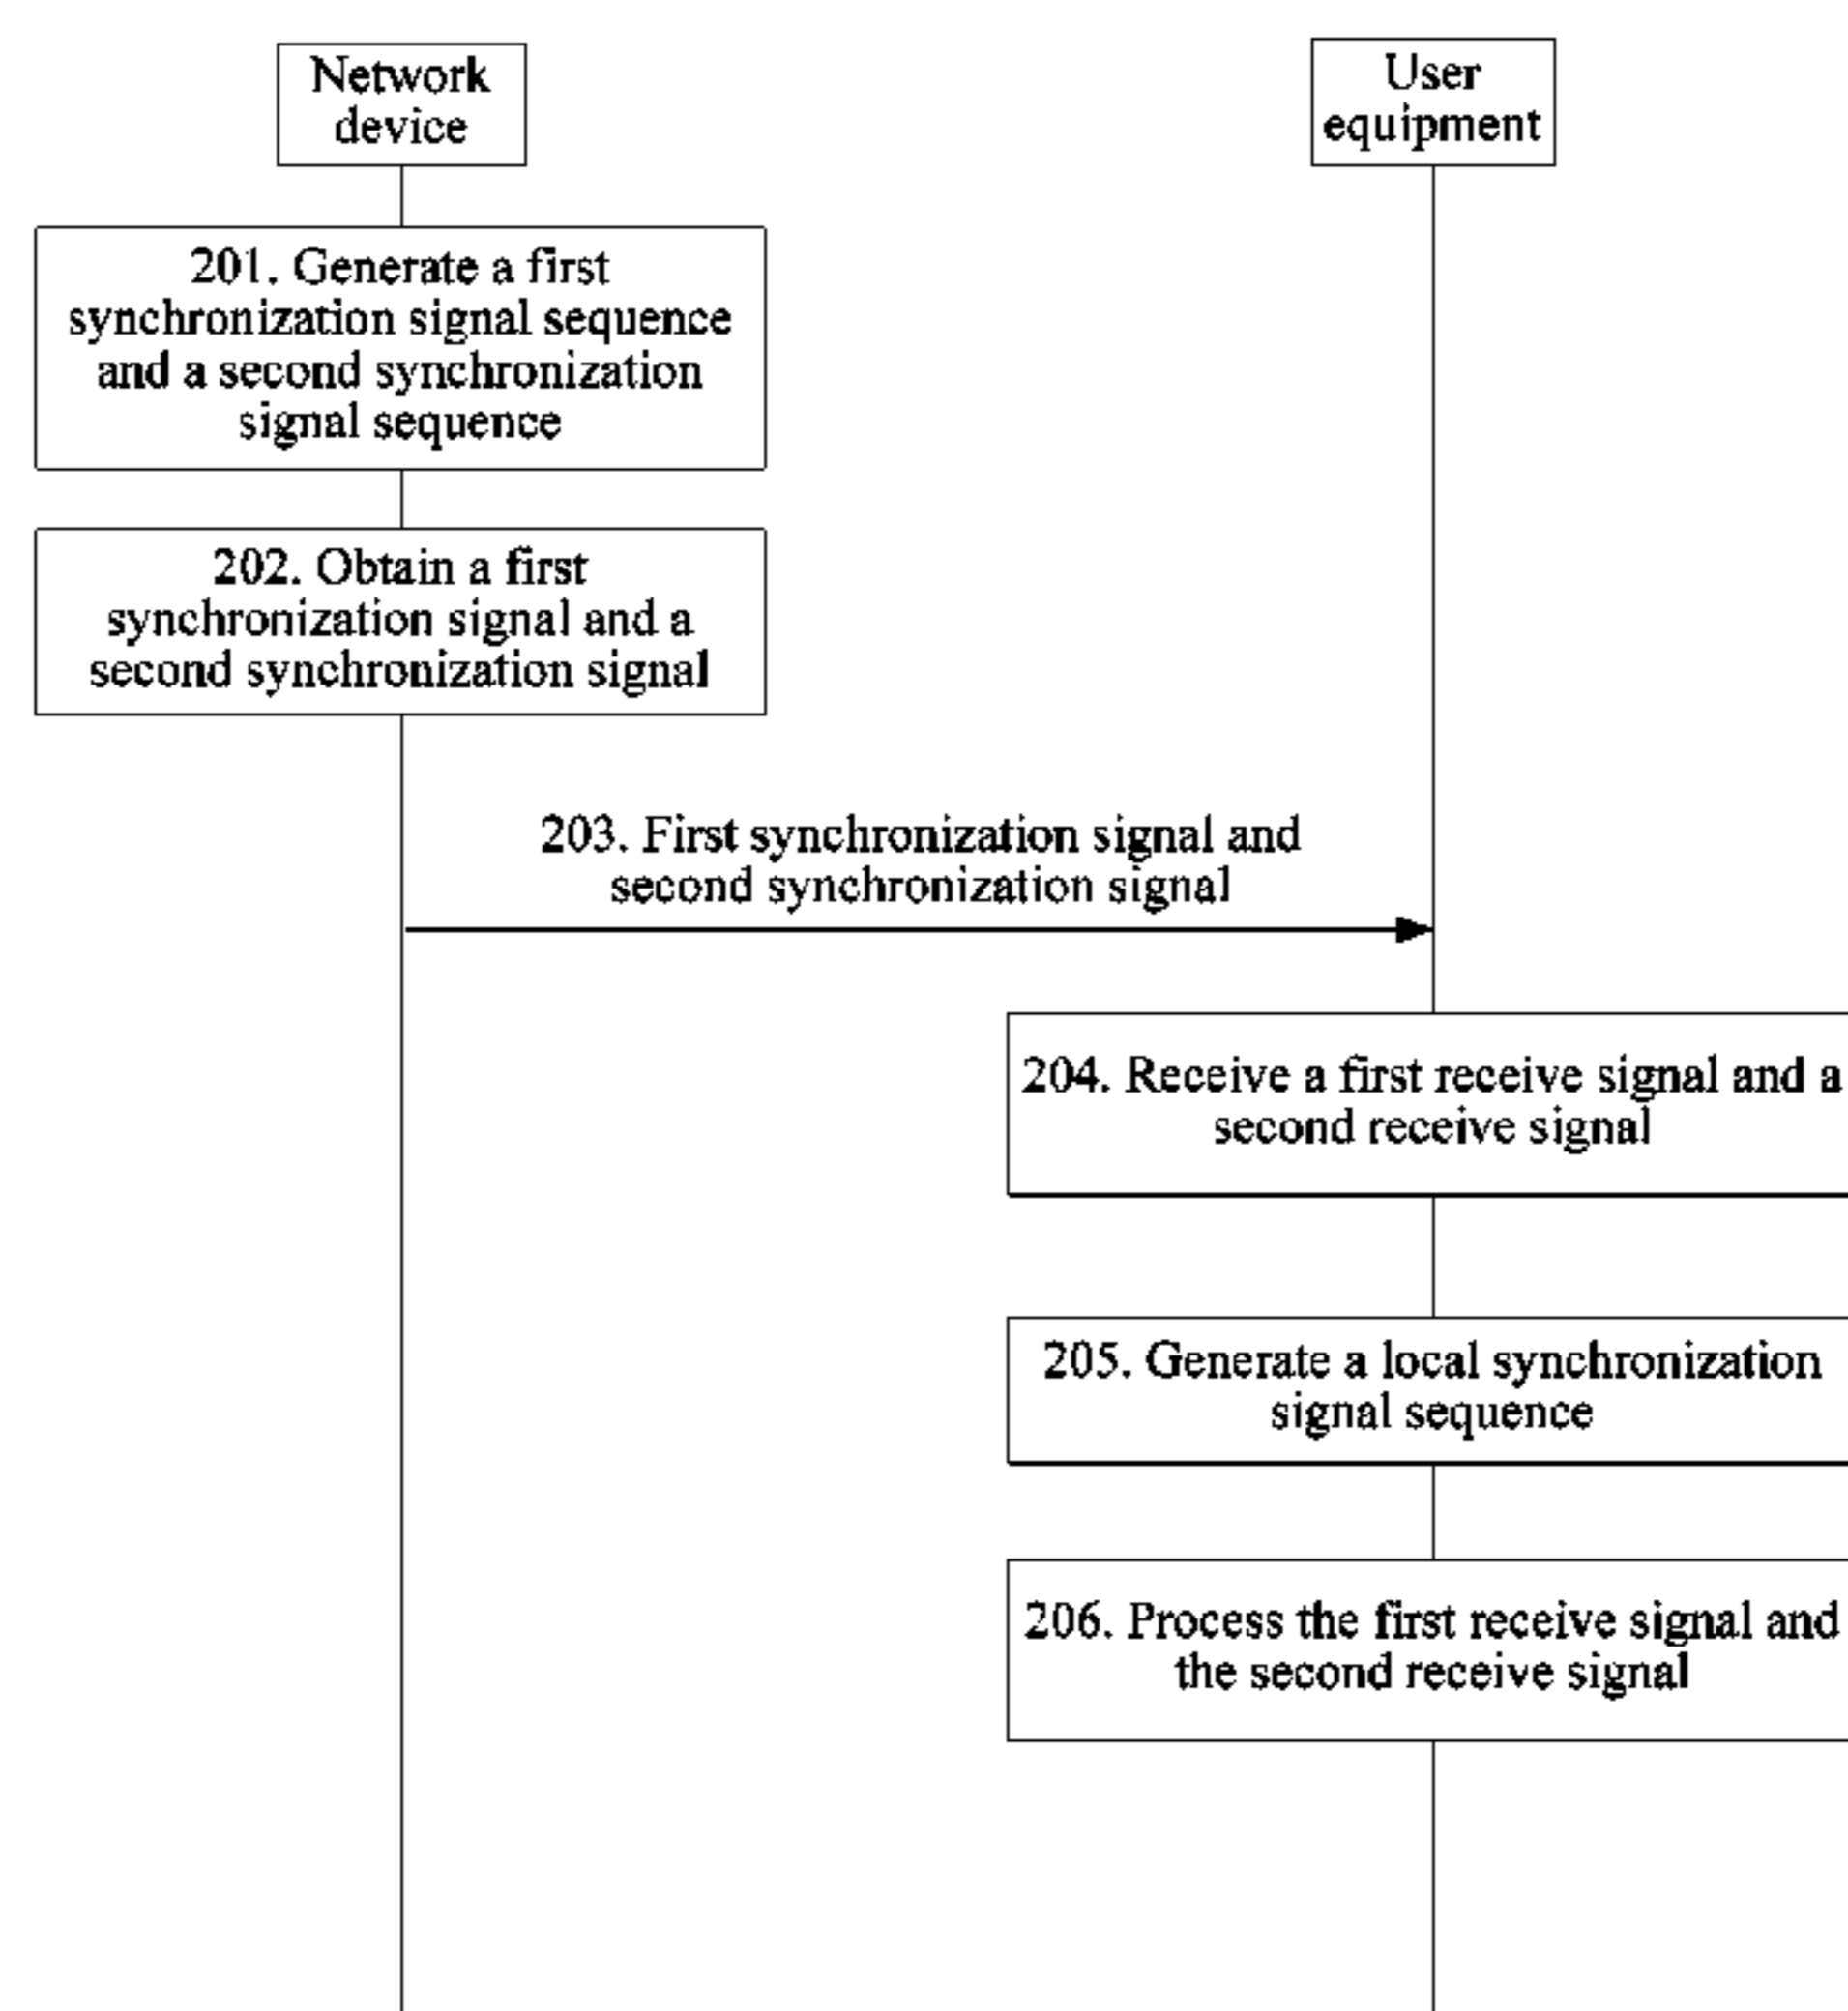 Network
device
User
equipment
201. Generate a first
synchronization signal sequence
and a second synchronization
signal sequence
202. Obtain a first
synchronization signal and a
second synchronization signal
203. First synchronization signal and
second synchronization signal
204. Receive a first receive signal and a
second receive signal
205. Generate a local synchronization
signal sequence
206. Process the first receive signal and
the second receive signal